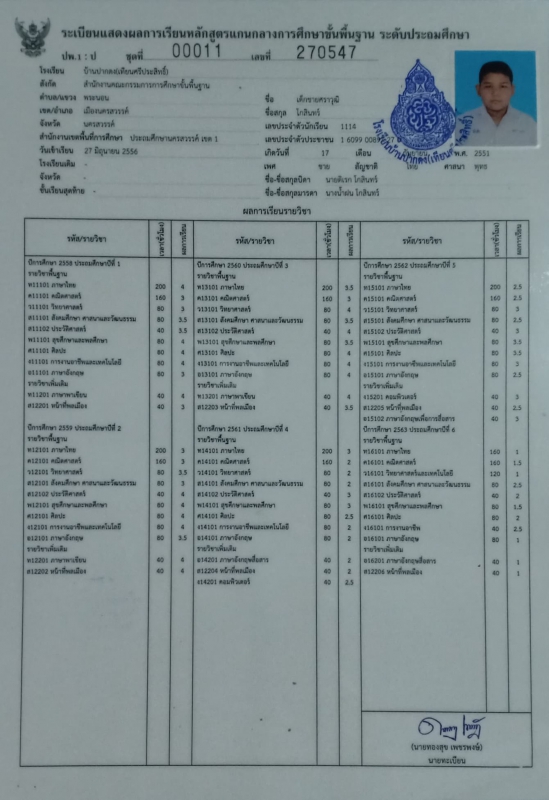 ระเบียนแสดงผลการเรียนหลักสูตรแกนกลางการศึกษาขั้นพื้นฐาน ระดับประถมศึกษา
ปพ.1 : ป ชุดที่ 00011 เลขที่ 270547
โรงเรียน บ้านปากดง(เทียนศรีประสิทธิ์)
สังกัด สำนักงานคณะกรรมการการศึกษาขั้นพื้นฐาน
ตำบล/แขวง พระนอน
เขต/อำเภอ เมืองนครสวรรค์
จังหวัด นครสวรรค์
สำนักงานเขตพื้นที่การศึกษา ประถมศึกษานครสวรรค์ เขต 1
วันเข้าเรียน 27 มิถุนายน 2556
โรงเรียนเดิม -
จังหวัด -
ชั้นเรียนสุดท้าย -
ชื่อ เด็กชายศราวุฒิ
ชื่อสกุล โกสินทร์
เลขประจำตัวนักเรียน 1114
เลขประจำตัวประชาชน 1 6099
เกิดวันที่ 17 เดือน พ.ศ. 2551
เพศ ชาย สัญชาติ ไทย ศาสนา พุทธ
ชื่อ-ชื่อสกุลบิดา นายดิเรก โกสินทร์
ชื่อ-ชื่อสกุลมารดา นางน้ำฝน โกสินทร์
ผลการเรียนรายวิชา
รหัส/รายวิชา เวลา(ชั่วโมง) ผลการเรียน
ปีการศึกษา 2558 ประถมศึกษาปีที่ 1
รายวิชาพื้นฐาน
ท11101 ภาษาไทย 200 4
ค11101 คณิตศาสตร์ 160 3
ว11101 วิทยาศาสตร์ 80 3
ส11101 สังคมศึกษา ศาสนาและวัฒนธรรม 80 3.5
ส11102 ประวัติศาสตร์ 40 3.5
พ11101 สุขศึกษาและพลศึกษา 80 4
ศ11101 ศิลปะ 80 4
ง11101 การงานอาชีพและเทคโนโลยี 80 4
อ11101 ภาษาอังกฤษ 80 3
รายวิชาเพิ่มเติม
ท11201 ภาษาพาเขียน 40 4
ส12201 หน้าที่พลเมือง 40 3
ปีการศึกษา 2559 ประถมศึกษาปีที่ 2
รายวิชาพื้นฐาน
ท12101 ภาษาไทย 200 3
ค12101 คณิตศาสตร์ 160 3
ว12101 วิทยาศาสตร์ 80 3.5
ส12101 สังคมศึกษา ศาสนาและวัฒนธรรม 80 4
ส12102 ประวัติศาสตร์ 40 4
พ12101 สุขศึกษาและพลศึกษา 80 4
ศ12101 ศิลปะ 80 4
ง12101 การงานอาชีพและเทคโนโลยี 80 4
อ12101 ภาษาอังกฤษ 80 3.5
รายวิชาเพิ่มเติม
ท12201 ภาษาพาเขียน 40 4
ส12202 หน้าที่พลเมือง 40 4
รหัส/รายวิชา เวลา(ชั่วโมง) ผลการเรียน
ปีการศึกษา 2560 ประถมศึกษาปีที่ 3
รายวิชาพื้นฐาน
ท13101 ภาษาไทย 200 3.5
ค13101 คณิตศาสตร์ 160 3
ว13101 วิทยาศาสตร์ 80 4
ส13101 สังคมศึกษา ศาสนาและวัฒนธรรม 80 3.5
ส13102 ประวัติศาสตร์ 40 4
พ13101 สุขศึกษาและพลศึกษา 80 4
ศ13101 ศิลปะ 80 4
ง13101 การงานอาชีพและเทคโนโลยี 80 4
อ13101 ภาษาอังกฤษ 80 4
รายวิชาเพิ่มเติม
ท13201 ภาษาพาเขียน 40 4
ส12203 หน้าที่พลเมือง 40 3.5
ปีการศึกษา 2561 ประถมศึกษาปีที่ 4
รายวิชาพื้นฐาน
ท14101 ภาษาไทย 200 3
ค14101 คณิตศาสตร์ 160 2
ว14101 วิทยาศาสตร์ 80 2
ส14101 สังคมศึกษา ศาสนาและวัฒนธรรม 80 2
ส14102 ประวัติศาสตร์ 40 3
พ14101 สุขศึกษาและพลศึกษา 80 3
ศ14101 ศิลปะ 80 2.5
ง14101 การงานอาชีพและเทคโนโลยี 80 2
อ14101 ภาษาอังกฤษ 80 2
รายวิชาเพิ่มเติม
อ14201 ภาษาอังกฤษสื่อสาร 40 2
ส12204 หน้าที่พลเมือง 40 2
ง14201 คอมพิวเตอร์ 40 2.5
รหัส/รายวิชา เวลา(ชั่วโมง) ผลการเรียน
ปีการศึกษา 2562 ประถมศึกษาปีที่ 5
รายวิชาพื้นฐาน
ท15101 ภาษาไทย 200 2.5
ค15101 คณิตศาสตร์ 160 2.5
ว15101 วิทยาศาสตร์ 80 3
ส15101 สังคมศึกษา ศาสนาและวัฒนธรรม 80 2.5
ส15102 ประวัติศาสตร์ 40 3
พ15101 สุขศึกษาและพลศึกษา 80 3.5
ศ15101 ศิลปะ 80 3.5
ง15101 การงานอาชีพและเทคโนโลยี 80 3
อ15101 ภาษาอังกฤษ 80 2.5
รายวิชาเพิ่มเติม
ง15201 คอมพิวเตอร์ 40 3
ส12205 หน้าที่พลเมือง 40 2.5
อ15102 ภาษาอังกฤษเพื่อการสื่อสาร 40 3
ปีการศึกษา 2563 ประถมศึกษาปีที่ 6
รายวิชาพื้นฐาน
ท16101 ภาษาไทย 160 1
ค16101 คณิตศาสตร์ 160 1.5
ว16101 วิทยาศาสตร์และเทคโนโลยี 120 1
ส16101 สังคมศึกษา ศาสนาและวัฒนธรรม 80 2.5
ส16102 ประวัติศาสตร์ 40 2
พ16101 สุขศึกษาและพลศึกษา 80 1.5
ศ16101 ศิลปะ 80 2
ง16101 การงานอาชีพ 40 2.5
อ16101 ภาษาอังกฤษ 80 1
รายวิชาเพิ่มเติม
อ16201 ภาษาอังกฤษสื่อสาร 40 1
ส12206 หน้าที่พลเมือง 40 1
(นายทองสุข เพชรพงษ์)
นายทะเบียน